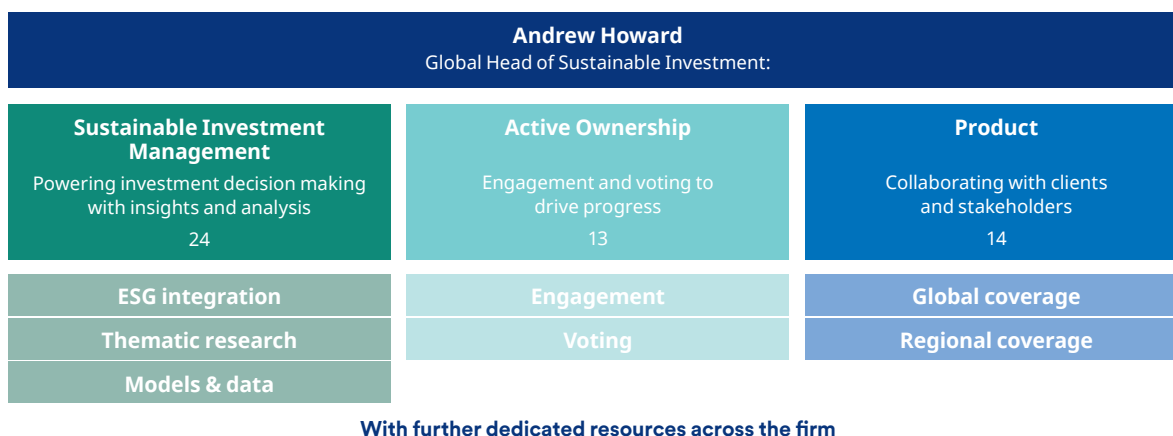 Andrew Howard
Global Head of Sustainable Investment:
Sustainable Investment
Management
Powering investment decision making
with insights and analysis
24
ESG integration
Thematic research
Models & data
Active Ownership
Engagement and voting to
drive progress
13
Engagement
Voting
Product
Collaborating with clients
and stakeholders
14
Global coverage
Regional coverage
With further dedicated resources across the firm